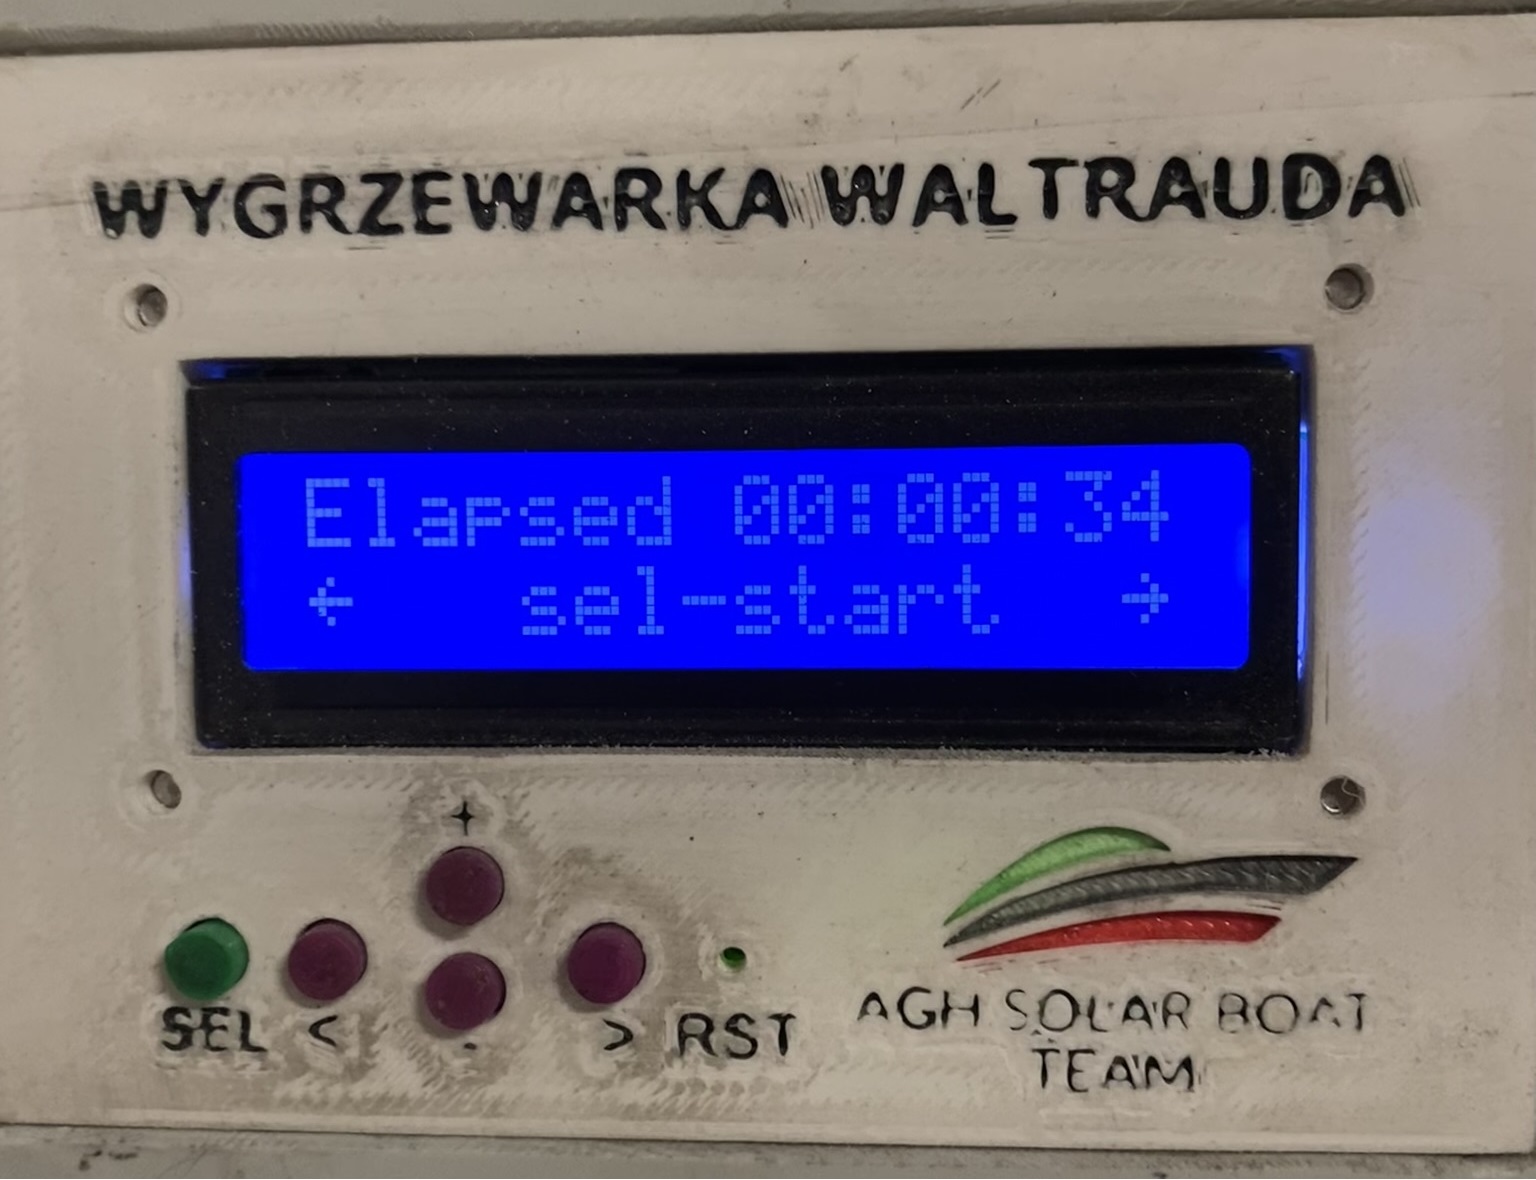 WYGRZEWARKA WALTRAUDA
Elapsed 00:00:34
← sel-start →
+
SEL < - > RST
AGH SOLAR BOAT
TEAM